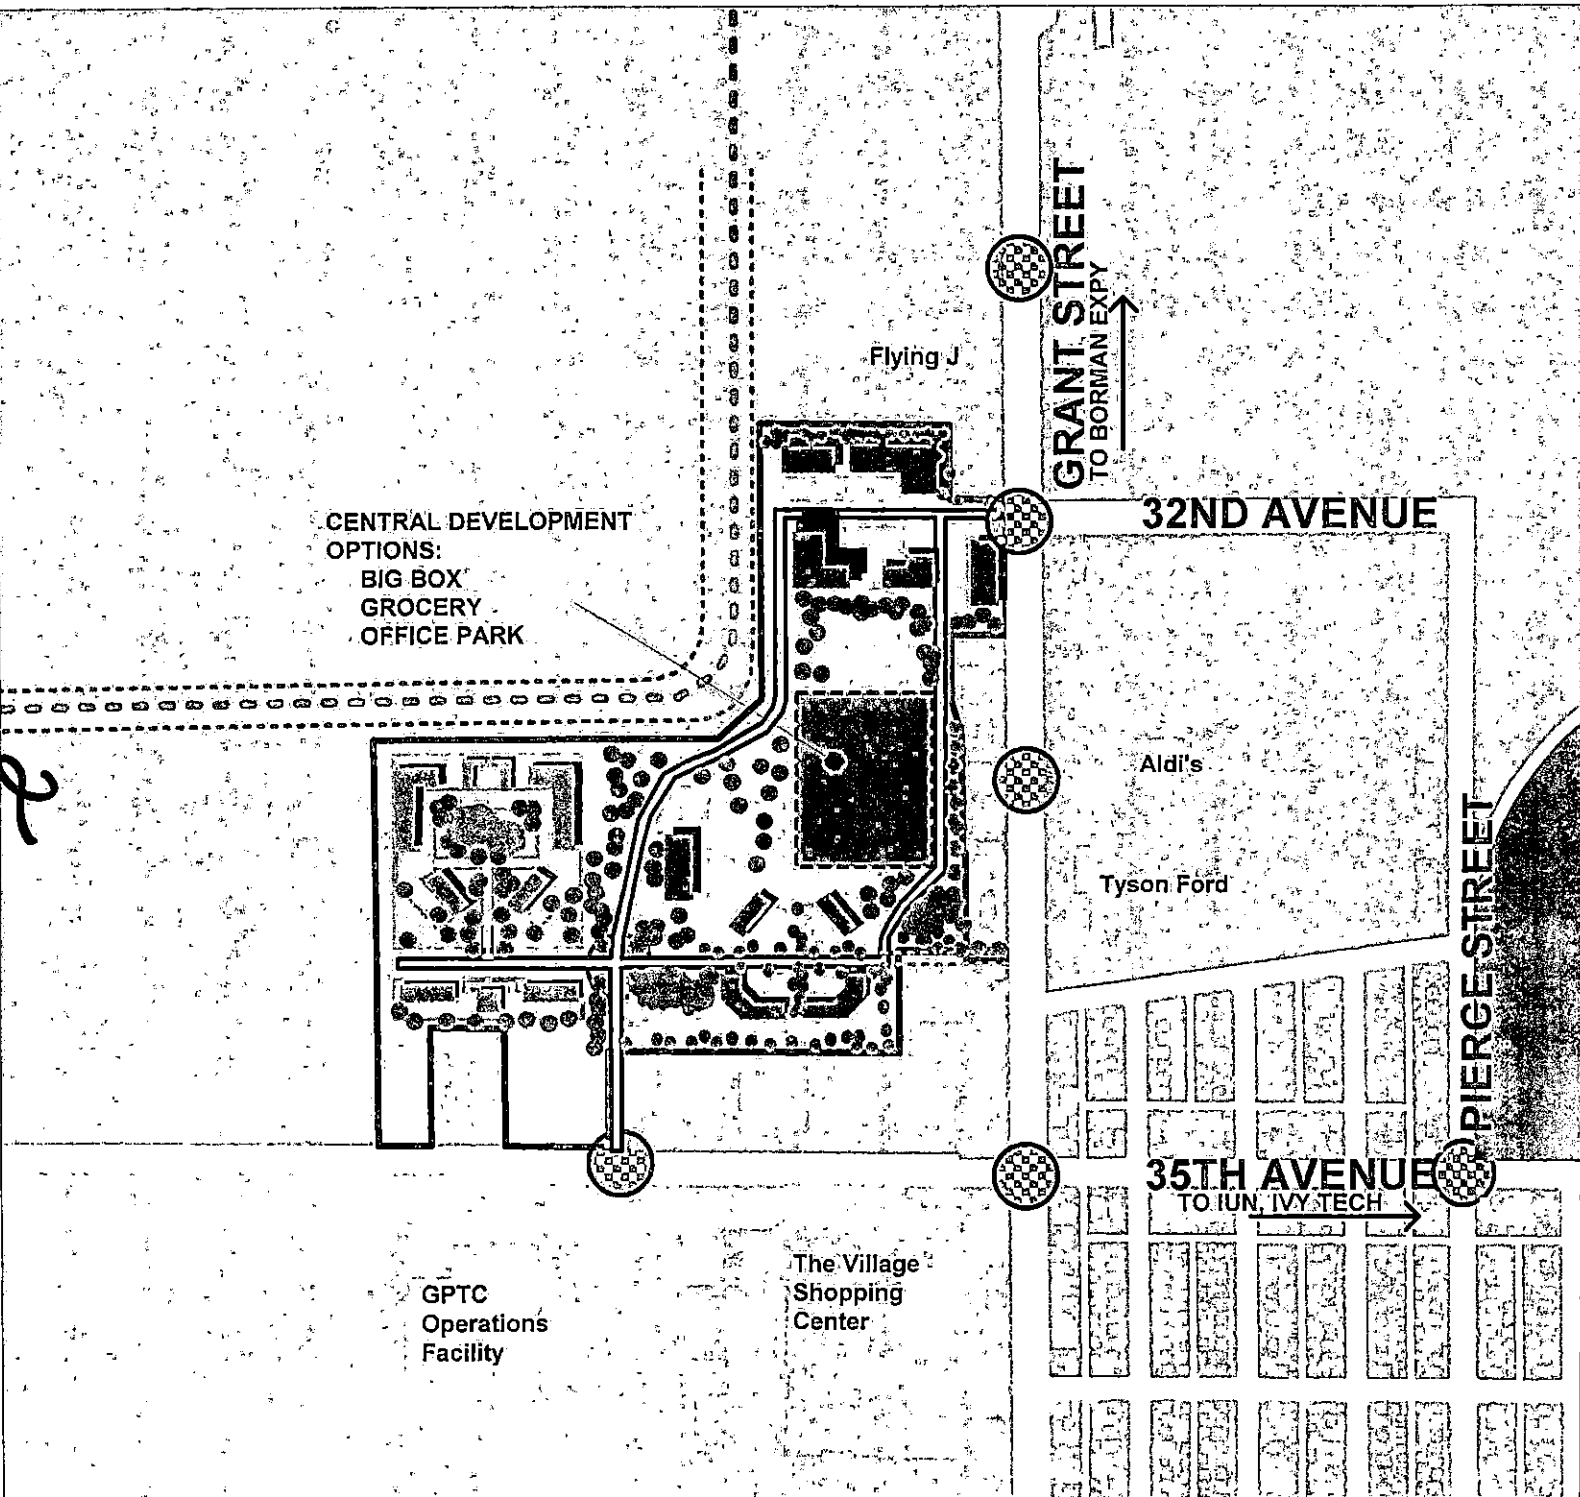 GRANT STREET
TO BORMAN EXPY
Flying J
32ND AVENUE
CENTRAL DEVELOPMENT
OPTIONS:
BIG BOX
GROCERY
OFFICE PARK
Aldi's
Tyson Ford
PIERCE STREET
35TH AVENUE
TO IUN, IVY TECH
GPTC
Operations
Facility
The Village
Shopping
Center